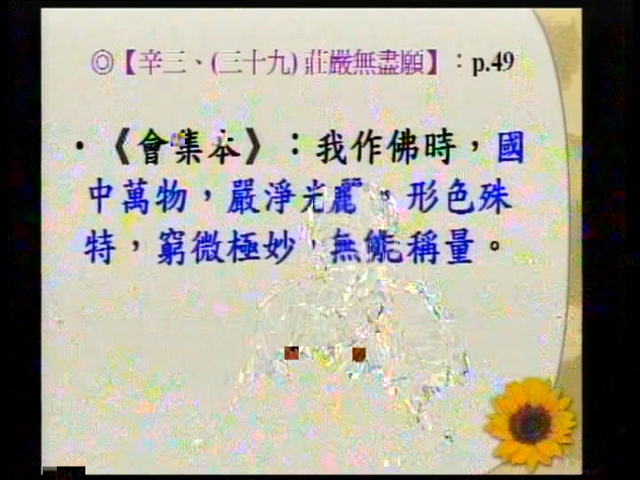 ◎【辛三、(三十九) 莊嚴無盡願】：p.49
•《會集本》：我作佛時，國
中萬物，嚴淨光麗，形色殊
特，窮微極妙，無能稱量。